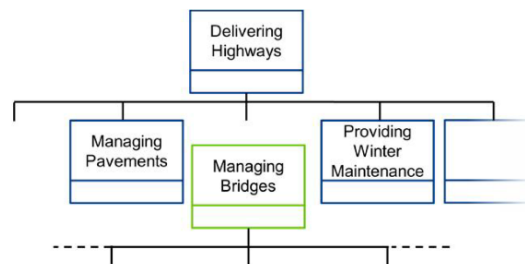 Delivering
Highways
Managing
Pavements
Managing
Bridges
Providing
Winter
Maintenance